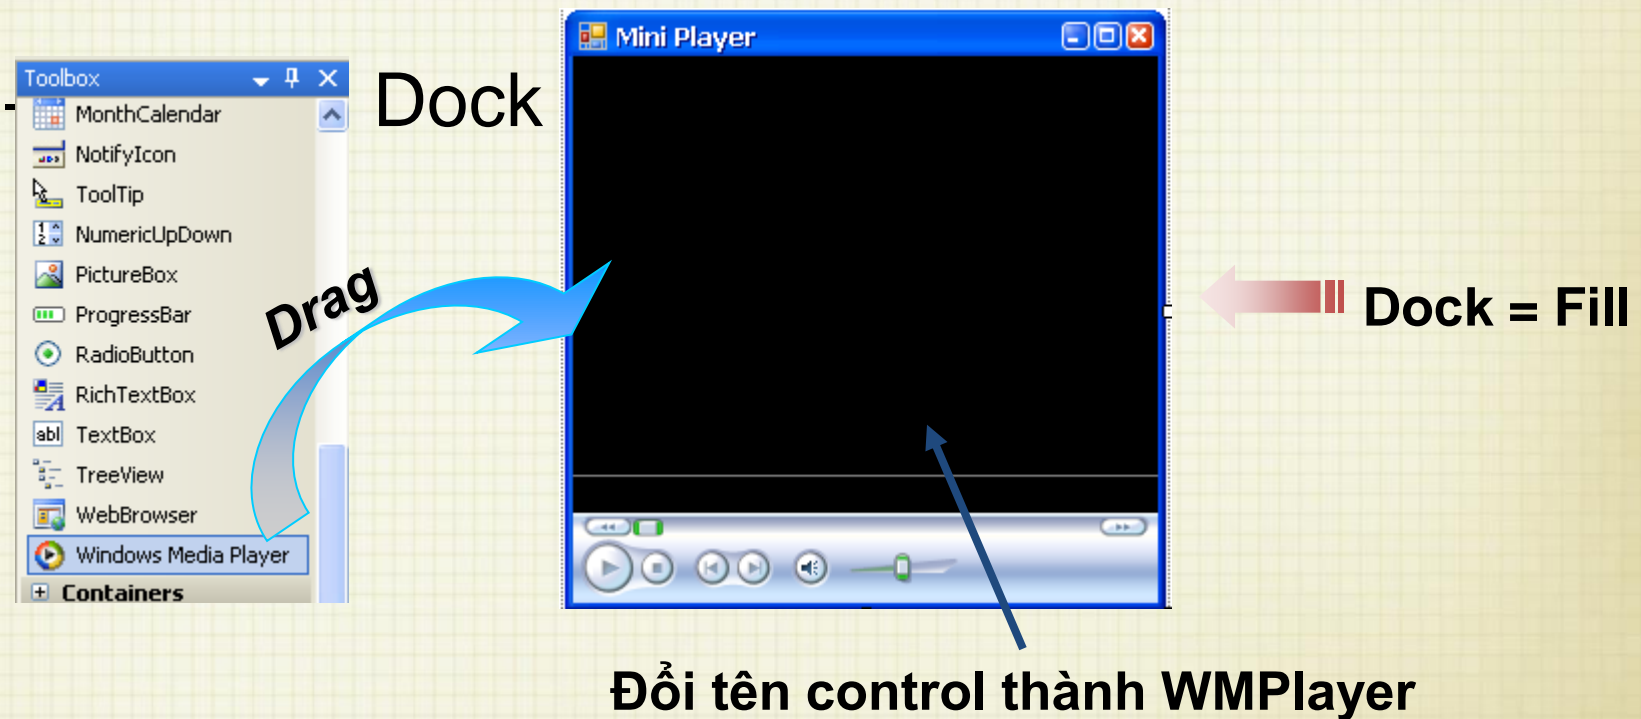 Toolbox
MonthCalendar
NotifyIcon
ToolTip
NumericUpDown
PictureBox
ProgressBar
RadioButton
RichTextBox
abl TextBox
TreeView
WebBrowser
Windows Media Player
Containers
- Dock
Drag
Mini Player
Dock = Fill
Đổi tên control thành WMPlayer